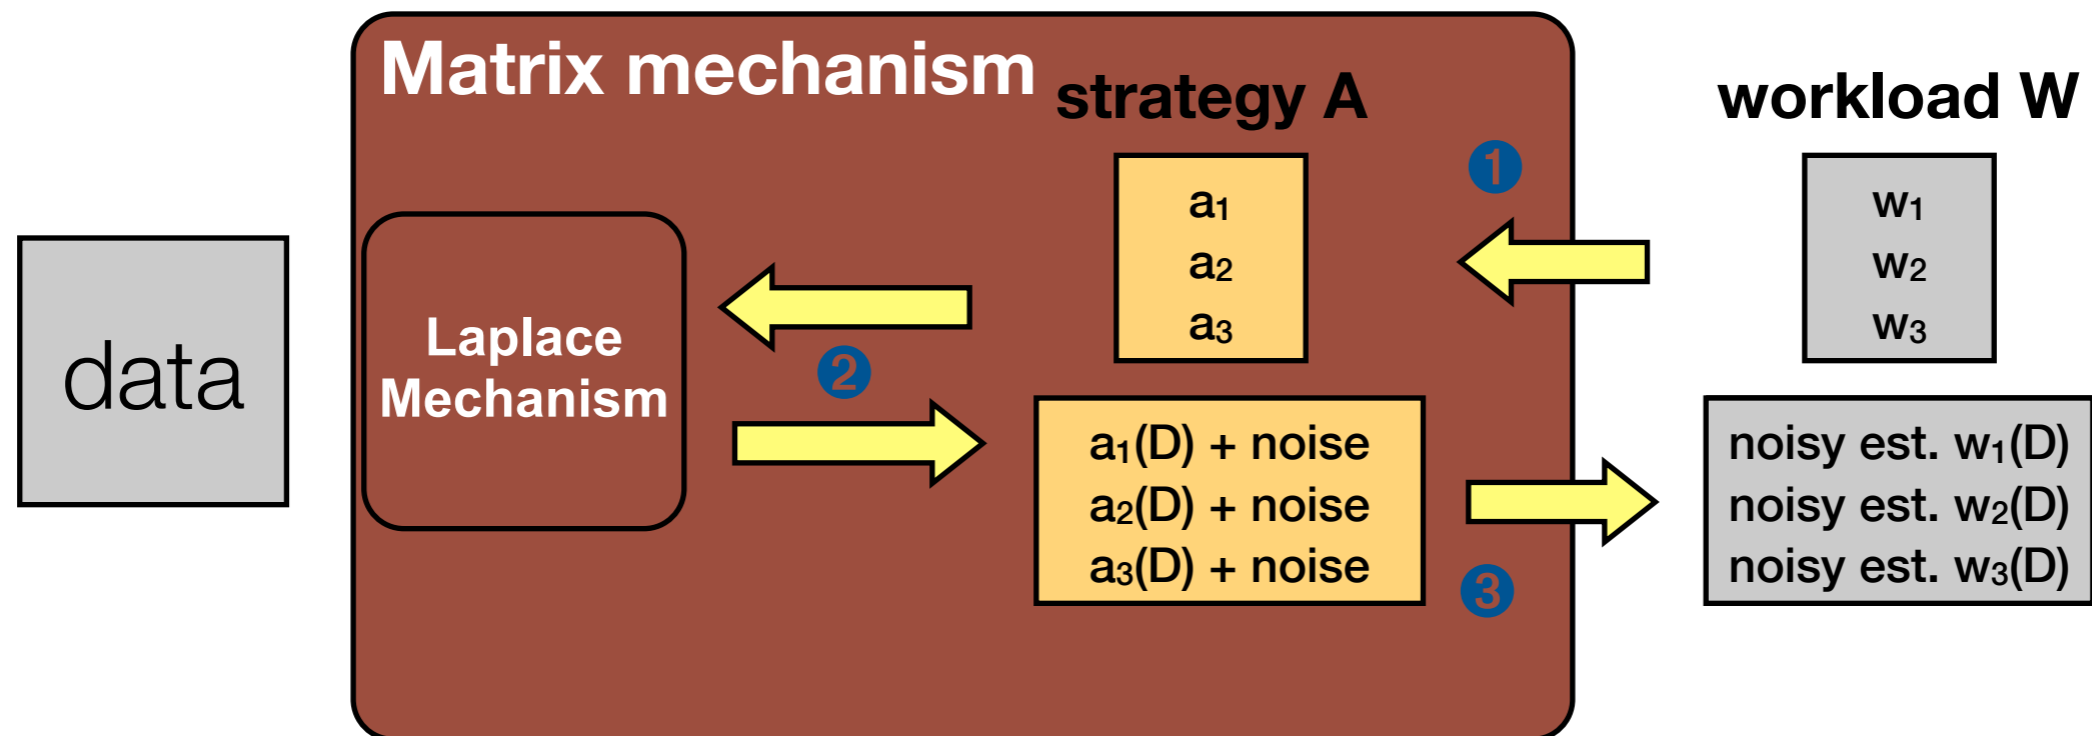 Matrix mechanism
strategy A
workload W
1
a₁
a₂
a₃
w₁
w₂
w₃
data
Laplace
Mechanism
2
a₁(D) + noise
a₂(D) + noise
a₃(D) + noise
noisy est. w₁(D)
noisy est. w₂(D)
noisy est. w₃(D)
3